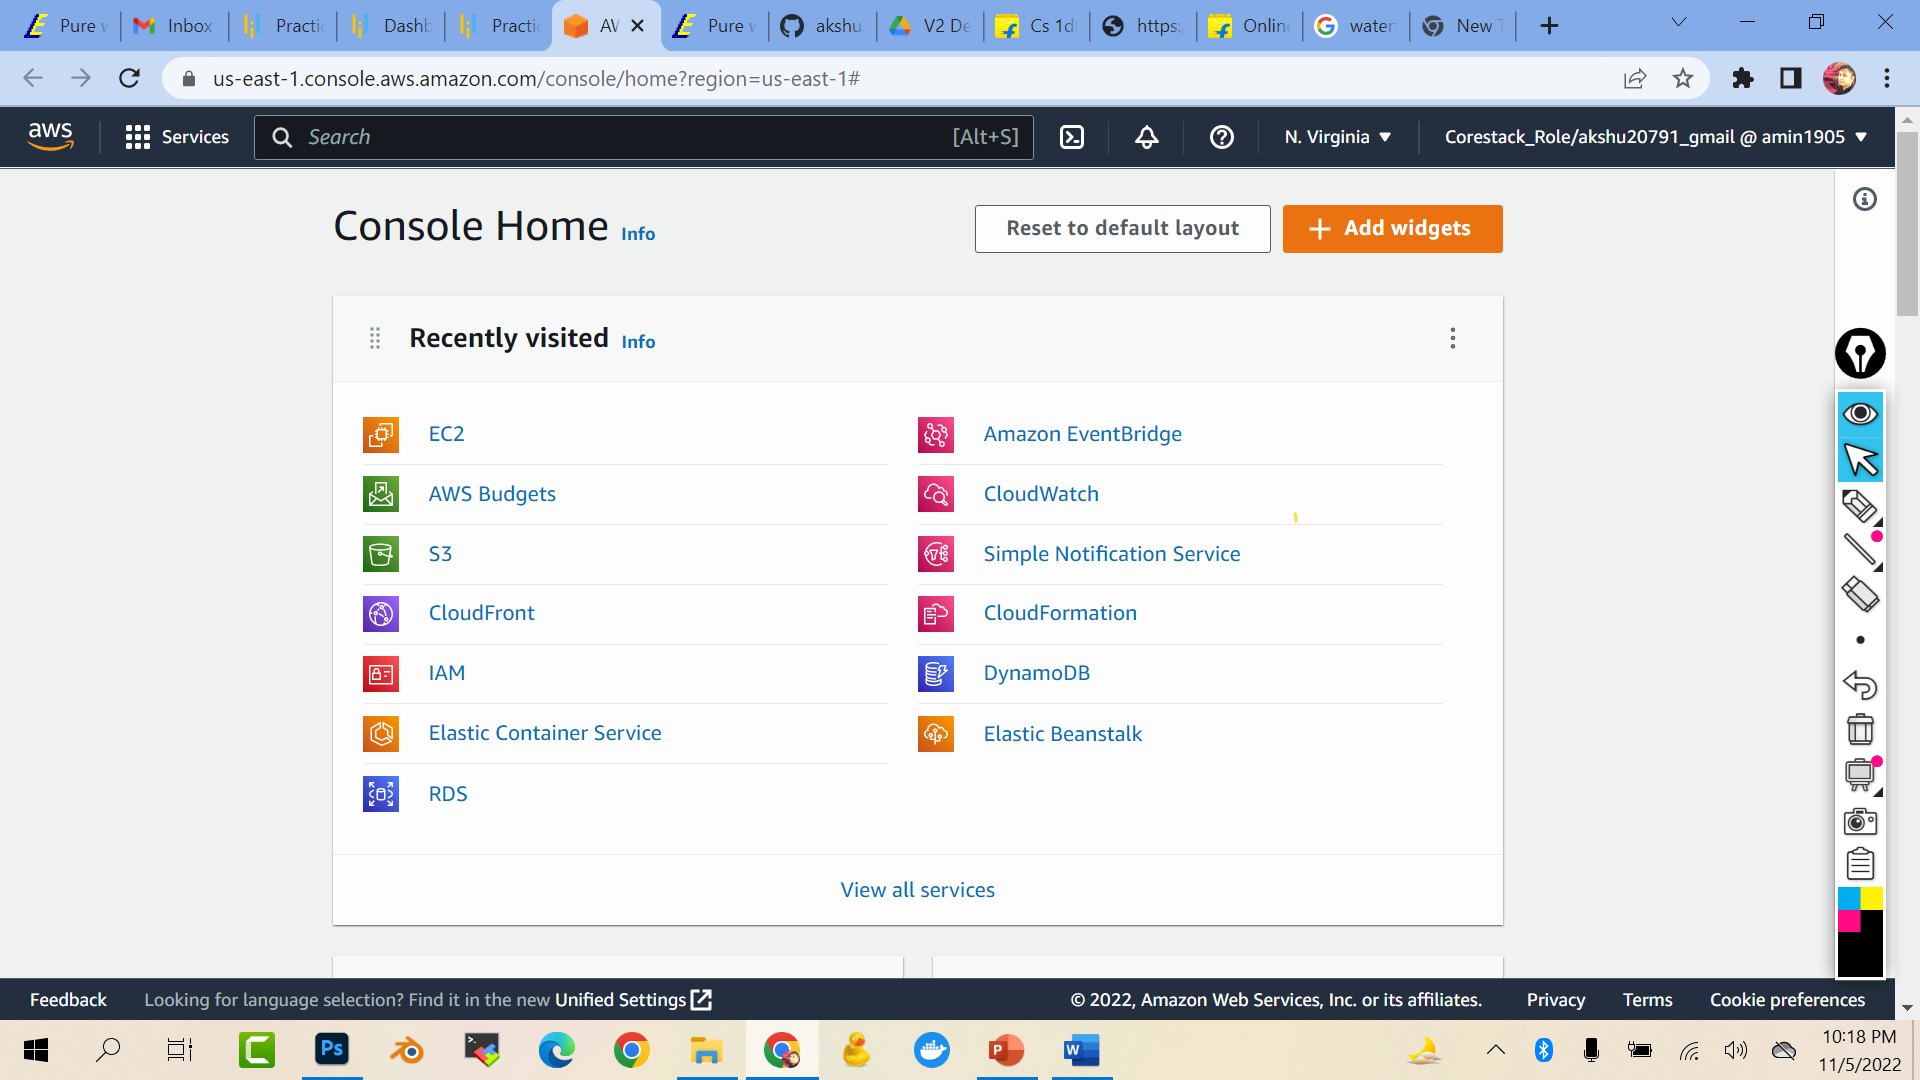 Pure w
Inbox
Practic
Dashb
Practic
AW
Pure w
akshu
V2 De
Cs 1d
https:
Online
water
New T
us-east-1.console.aws.amazon.com/console/home?region=us-east-1#
aws
Services
Search
[Alt+S]
N. Virginia
Corestack_Role/akshu20791_gmail @ amin1905
Console Home Info
Reset to default layout
Add widgets
Recently visited Info
EC2
AWS Budgets
S3
CloudFront
IAM
Elastic Container Service
RDS
Amazon EventBridge
CloudWatch
Simple Notification Service
CloudFormation
DynamoDB
Elastic Beanstalk
View all services
Feedback
Looking for language selection? Find it in the new Unified Settings
© 2022, Amazon Web Services, Inc. or its affiliates.
Privacy
Terms
Cookie preferences
Ps
P
W
10:18 PM
11/5/2022